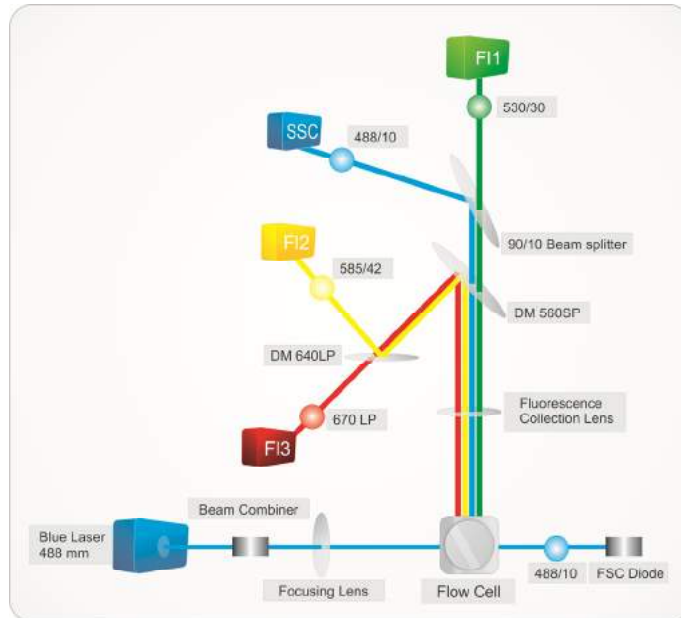 Fl1
530/30
SSC
488/10
90/10 Beam splitter
Fl2
585/42
DM 560SP
DM 640LP
Fluorescence
Collection Lens
670 LP
Fl3
Beam Combiner
Blue Laser
488 mm
Focusing Lens
Flow Cell
488/10
FSC Diode